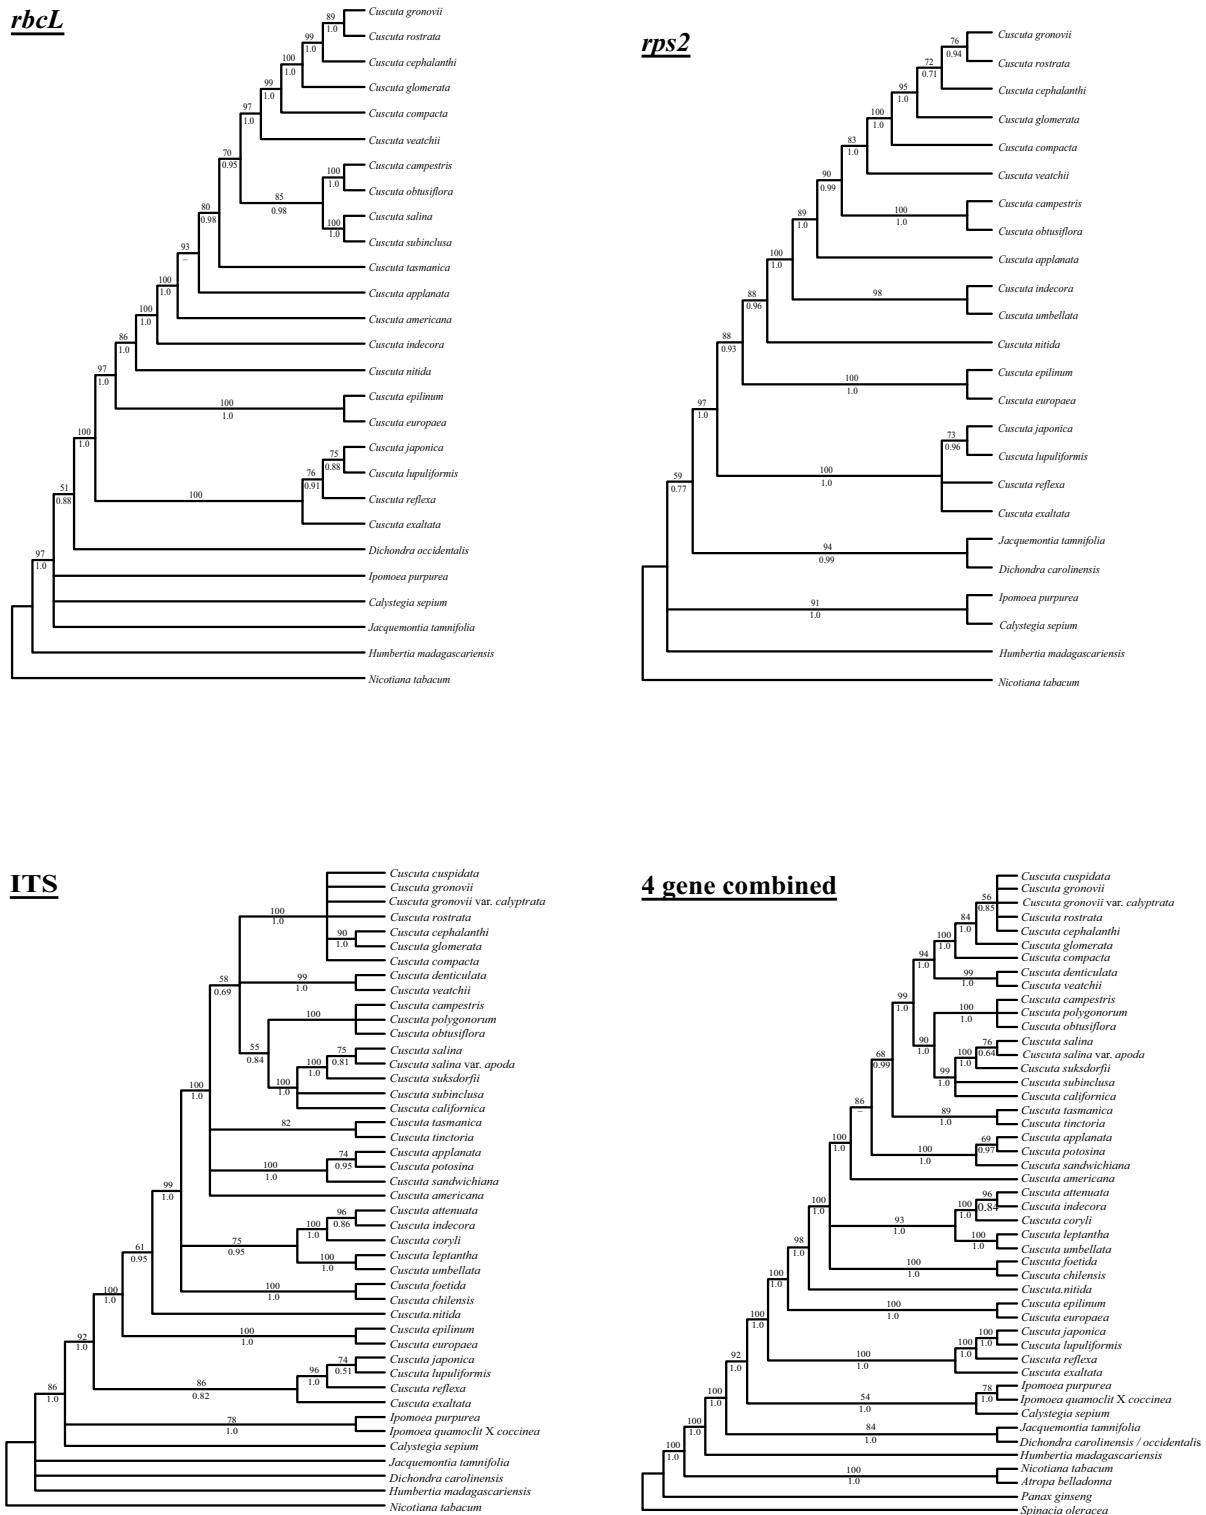 rbcL
89
1.0
99
1.0
100
1.0
99
1.0
97
1.0
70
0.95
100
1.0
85
0.98
100
1.0
80
0.98
93
–
100
1.0
100
1.0
86
1.0
97
1.0
100
1.0
100
1.0
75
0.88
76
0.91
100
51
0.88
97
1.0
Cuscuta gronovii
Cuscuta rostrata
Cuscuta cephalanthi
Cuscuta glomerata
Cuscuta compacta
Cuscuta veatchii
Cuscuta campestris
Cuscuta obtusiflora
Cuscuta salina
Cuscuta subinclusa
Cuscuta tasmanica
Cuscuta applanata
Cuscuta americana
Cuscuta indecora
Cuscuta nitida
Cuscuta epilinum
Cuscuta europaea
Cuscuta japonica
Cuscuta lupuliformis
Cuscuta reflexa
Cuscuta exaltata
Dichondra occidentalis
Ipomoea purpurea
Calystegia sepium
Jacquemontia tamnifolia
Humbertia madagascariensis
Nicotiana tabacum
rps2
76
0.94
72
0.71
95
1.0
100
1.0
83
1.0
90
0.99
100
1.0
89
1.0
100
1.0
98
88
0.96
88
0.93
100
1.0
97
1.0
73
0.96
100
1.0
59
0.77
94
0.99
91
1.0
Cuscuta gronovii
Cuscuta rostrata
Cuscuta cephalanthi
Cuscuta glomerata
Cuscuta compacta
Cuscuta veatchii
Cuscuta campestris
Cuscuta obtusiflora
Cuscuta applanata
Cuscuta indecora
Cuscuta umbellata
Cuscuta nitida
Cuscuta epilinum
Cuscuta europaea
Cuscuta japonica
Cuscuta lupuliformis
Cuscuta reflexa
Cuscuta exaltata
Jacquemontia tamnifolia
Dichondra carolinensis
Ipomoea purpurea
Calystegia sepium
Humbertia madagascariensis
Nicotiana tabacum
ITS
100
1.0
90
1.0
58
0.69
99
1.0
100
55
0.84
75
0.81
100
1.0
100
1.0
100
1.0
82
74
0.95
100
1.0
99
1.0
96
0.86
100
1.0
75
0.95
100
1.0
61
0.95
100
1.0
100
1.0
100
1.0
92
1.0
74
0.51
96
1.0
86
0.82
86
1.0
78
1.0
Cuscuta cuspidata
Cuscuta gronovii
Cuscuta gronovii var. calyptrata
Cuscuta rostrata
Cuscuta cephalanthi
Cuscuta glomerata
Cuscuta compacta
Cuscuta denticulata
Cuscuta veatchii
Cuscuta campestris
Cuscuta polygonorum
Cuscuta obtusiflora
Cuscuta salina
Cuscuta salina var. apoda
Cuscuta suksdorfii
Cuscuta subinclusa
Cuscuta californica
Cuscuta tasmanica
Cuscuta tinctoria
Cuscuta applanata
Cuscuta potosina
Cuscuta sandwichiana
Cuscuta americana
Cuscuta attenuata
Cuscuta indecora
Cuscuta coryli
Cuscuta leptantha
Cuscuta umbellata
Cuscuta foetida
Cuscuta chilensis
Cuscuta.nitida
Cuscuta epilinum
Cuscuta europaea
Cuscuta japonica
Cuscuta lupuliformis
Cuscuta reflexa
Cuscuta exaltata
Ipomoea purpurea
Ipomoea quamoclit X coccinea
Calystegia sepium
Jacquemontia tamnifolia
Dichondra carolinensis
Humbertia madagascariensis
Nicotiana tabacum
4 gene combined
56
0.85
84
1.0
100
1.0
94
1.0
99
1.0
99
1.0
100
1.0
90
1.0
76
0.64
100
1.0
99
1.0
68
0.99
89
1.0
86
–
69
0.97
100
1.0
100
1.0
96
0.84
100
1.0
93
1.0
100
1.0
100
1.0
100
1.0
98
1.0
100
1.0
100
1.0
100
1.0
100
100
1.0
100
1.0
92
1.0
78
1.0
54
1.0
100
1.0
84
1.0
100
1.0
100
1.0
100
1.0
Cuscuta cuspidata
Cuscuta gronovii
Cuscuta gronovii var. calyptrata
Cuscuta rostrata
Cuscuta cephalanthi
Cuscuta glomerata
Cuscuta compacta
Cuscuta denticulata
Cuscuta veatchii
Cuscuta campestris
Cuscuta polygonorum
Cuscuta obtusiflora
Cuscuta salina
Cuscuta salina var. apoda
Cuscuta suksdorfii
Cuscuta subinclusa
Cuscuta californica
Cuscuta tasmanica
Cuscuta tinctoria
Cuscuta applanata
Cuscuta potosina
Cuscuta sandwichiana
Cuscuta americana
Cuscuta attenuata
Cuscuta indecora
Cuscuta coryli
Cuscuta leptantha
Cuscuta umbellata
Cuscuta foetida
Cuscuta chilensis
Cuscuta.nitida
Cuscuta epilinum
Cuscuta europaea
Cuscuta japonica
Cuscuta lupuliformis
Cuscuta reflexa
Cuscuta exaltata
Ipomoea purpurea
Ipomoea quamoclit X coccinea
Calystegia sepium
Jacquemontia tamnifolia
Dichondra carolinensis / occidentalis
Humbertia madagascariensis
Nicotiana tabacum
Atropa belladonna
Panax ginseng
Spinacia oleracea